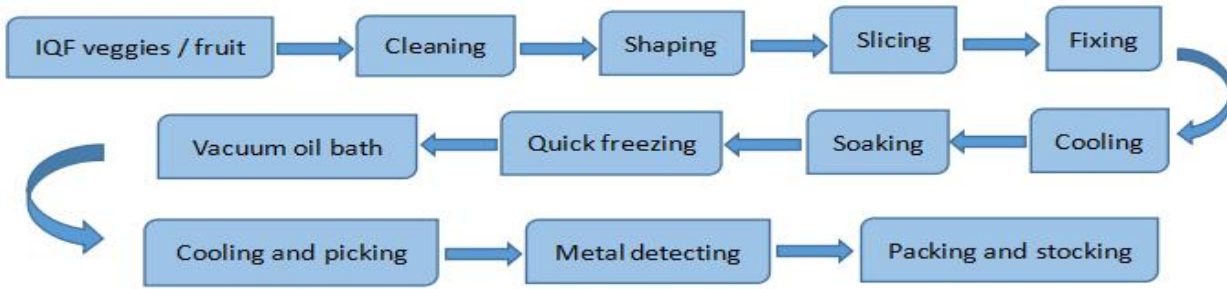 IQF veggies / fruit
Cleaning
Shaping
Slicing
Fixing
Cooling
Soaking
Quick freezing
Vacuum oil bath
Cooling and picking
Metal detecting
Packing and stocking